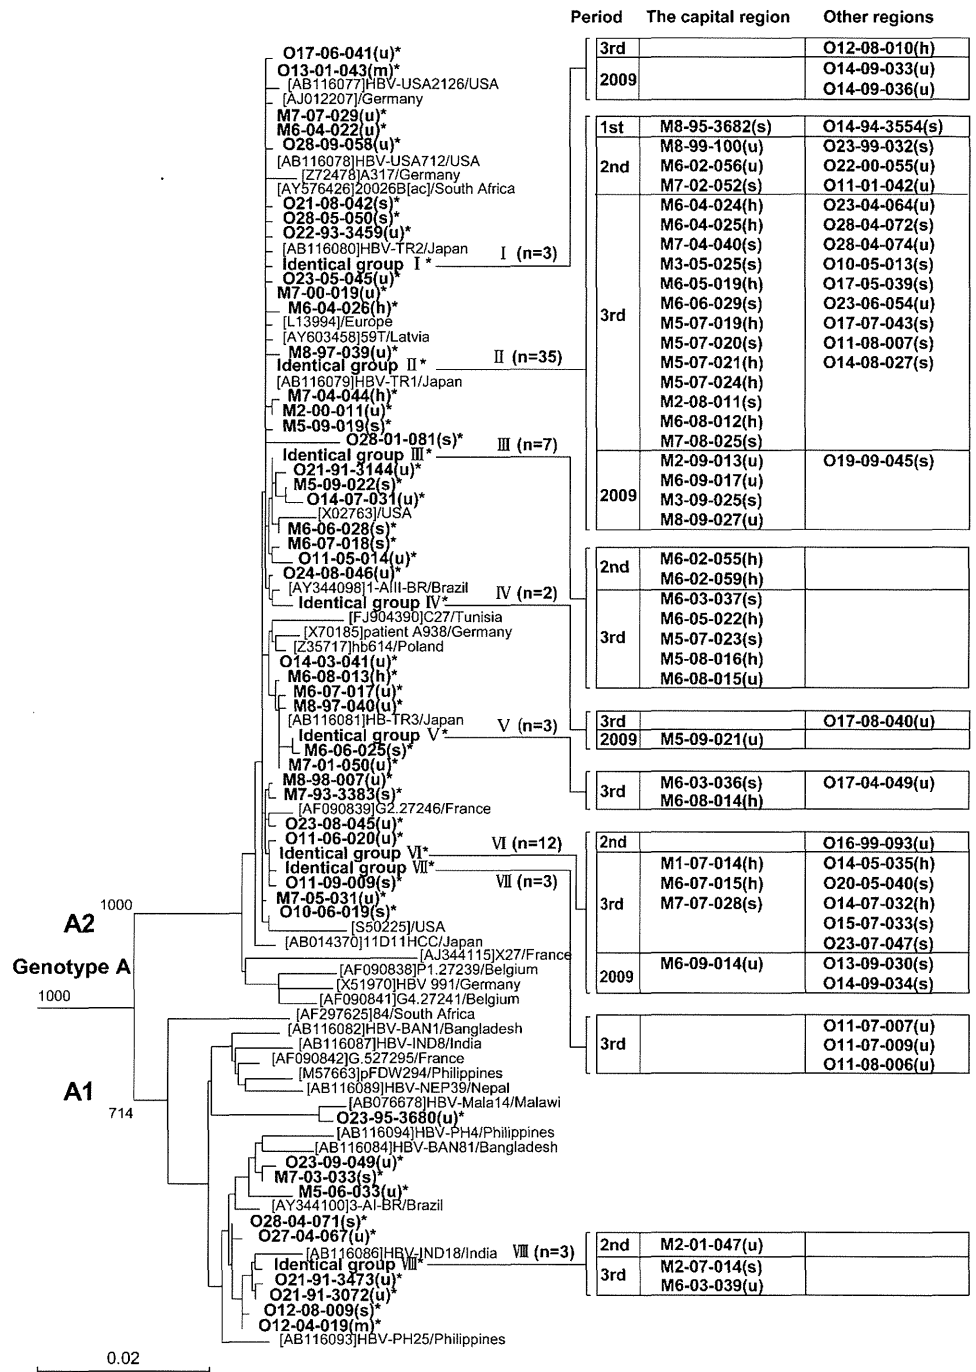 Period The capital region Other regions
O17-06-041(u)*
O13-01-043(m)*
[AB116077]HBV-USA2126/USA
[AJ012207]/Germany
M7-07-029(u)*
M6-04-022(u)*
O28-09-058(u)*
[AB116078]HBV-USA712/USA
[Z72478]A317/Germany
[AY576426]20026B[ac]/South Africa
O21-08-042(s)*
O28-05-050(s)*
O22-93-3459(u)*
[AB116080]HBV-TR2/Japan
Identical group Ⅰ*
O23-05-045(u)*
M7-00-019(u)*
M6-04-026(h)*
[L13994]/Europe
[AY603458]59T/Latvia
M8-97-039(u)*
Identical group Ⅱ*
[AB116079]HBV-TR1/Japan
M7-04-044(h)*
M2-00-011(u)*
M5-09-019(s)*
O28-01-081(s)*
Identical group Ⅲ*
O21-91-3144(u)*
M5-09-022(s)*
O14-07-031(u)*
[X02763]/USA
M6-06-028(s)*
M6-07-018(s)*
O11-05-014(u)*
O24-08-046(u)*
[AY344098]1-AIII-BR/Brazil
Identical group Ⅳ*
[FJ904390]C27/Tunisia
[X70185]patient A938/Germany
[Z35717]hb614/Poland
O14-03-041(u)*
M6-08-013(h)*
M6-07-017(u)*
M8-97-040(u)*
[AB116081]HB-TR3/Japan
Identical group Ⅴ*
M6-06-025(s)*
M7-01-050(u)*
M8-98-007(u)*
M7-93-3383(s)*
[AF090839]G2.27246/France
O23-08-045(u)*
O11-06-020(u)*
Identical group Ⅵ*
Identical group Ⅶ*
O11-09-009(s)*
M7-05-031(u)*
O10-06-019(s)*
[S50225]/USA
[AB014370]11D11HCC/Japan
[AJ344115]X27/France
[AF090838]P1.27239/Belgium
[X51970]HBV 991/Germany
[AF090841]G4.27241/Belgium
[AF297625]84/South Africa
[AB116082]HBV-BAN1/Bangladesh
[AB116087]HBV-IND8/India
[AF090842]G.527295/France
[M57663]pFDW294/Philippines
[AB116089]HBV-NEP39/Nepal
[AB076678]HBV-Mala14/Malawi
O23-95-3680(u)*
[AB116094]HBV-PH4/Philippines
[AB116084]HBV-BAN81/Bangladesh
O23-09-049(u)*
M7-03-033(s)*
M5-06-033(u)*
[AY344100]3-AI-BR/Brazil
O28-04-071(s)*
O27-04-067(u)*
[AB116086]HBV-IND18/India
Identical group Ⅷ*
O21-91-3473(u)*
O21-91-3072(u)*
O12-08-009(s)*
O12-04-019(m)*
[AB116093]HBV-PH25/Philippines
1000
A2
Genotype A
1000
A1
714
0.02
Ⅰ (n=3)
3rd O12-08-010(h)
2009 O14-09-033(u)
O14-09-036(u)
Ⅱ (n=35)
1st M8-95-3682(s) O14-94-3554(s)
2nd M8-99-100(u) O23-99-032(s)
M6-02-056(u) O22-00-055(u)
M7-02-052(s) O11-01-042(u)
3rd M6-04-024(h) O23-04-064(u)
M6-04-025(h) O28-04-072(s)
M7-04-040(s) O28-04-074(u)
M3-05-025(s) O10-05-013(s)
M6-05-019(h) O17-05-039(s)
M6-06-029(s) O23-06-054(u)
M5-07-019(h) O17-07-043(s)
M5-07-020(s) O11-08-007(s)
M5-07-021(h) O14-08-027(s)
M5-07-024(h)
M2-08-011(s)
M6-08-012(h)
M7-08-025(s)
2009 M2-09-013(u) O19-09-045(s)
M6-09-017(u)
M3-09-025(s)
M8-09-027(u)
Ⅲ (n=7)
2nd M6-02-055(h)
M6-02-059(h)
3rd M6-03-037(s)
M6-05-022(h)
M5-07-023(s)
M5-08-016(h)
M6-08-015(u)
Ⅳ (n=2)
3rd O17-08-040(u)
2009 M5-09-021(u)
Ⅴ (n=3)
3rd M6-03-036(s) O17-04-049(u)
M6-08-014(h)
Ⅵ (n=12)
2nd O16-99-093(u)
3rd M1-07-014(h) O14-05-035(h)
M6-07-015(h) O20-05-040(s)
M7-07-028(s) O14-07-032(h)
O15-07-033(s)
O23-07-047(s)
2009 M6-09-014(u) O13-09-030(s)
O14-09-034(s)
Ⅶ (n=3)
3rd O11-07-007(u)
O11-07-009(u)
O11-08-006(u)
Ⅷ (n=3)
2nd M2-01-047(u)
3rd M2-07-014(s)
M6-03-039(u)